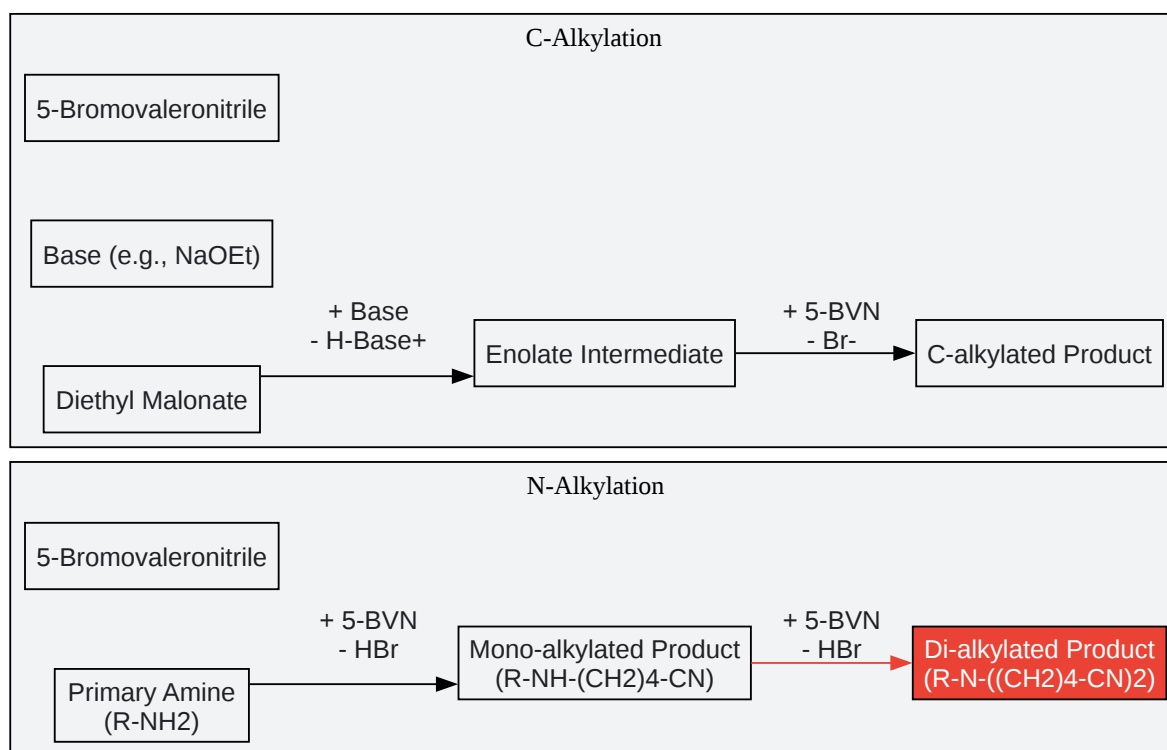 C-Alkylation
5-Bromovaleronitrile
Base (e.g., NaOEt)
+ Base
- H-Base+
+ 5-BVN
- Br-
Diethyl Malonate
Enolate Intermediate
C-alkylated Product
N-Alkylation
5-Bromovaleronitrile
+ 5-BVN
- HBr
+ 5-BVN
- HBr
Primary Amine
(R-NH2)
Mono-alkylated Product
(R-NH-(CH2)4-CN)
Di-alkylated Product
(R-N-((CH2)4-CN)2)